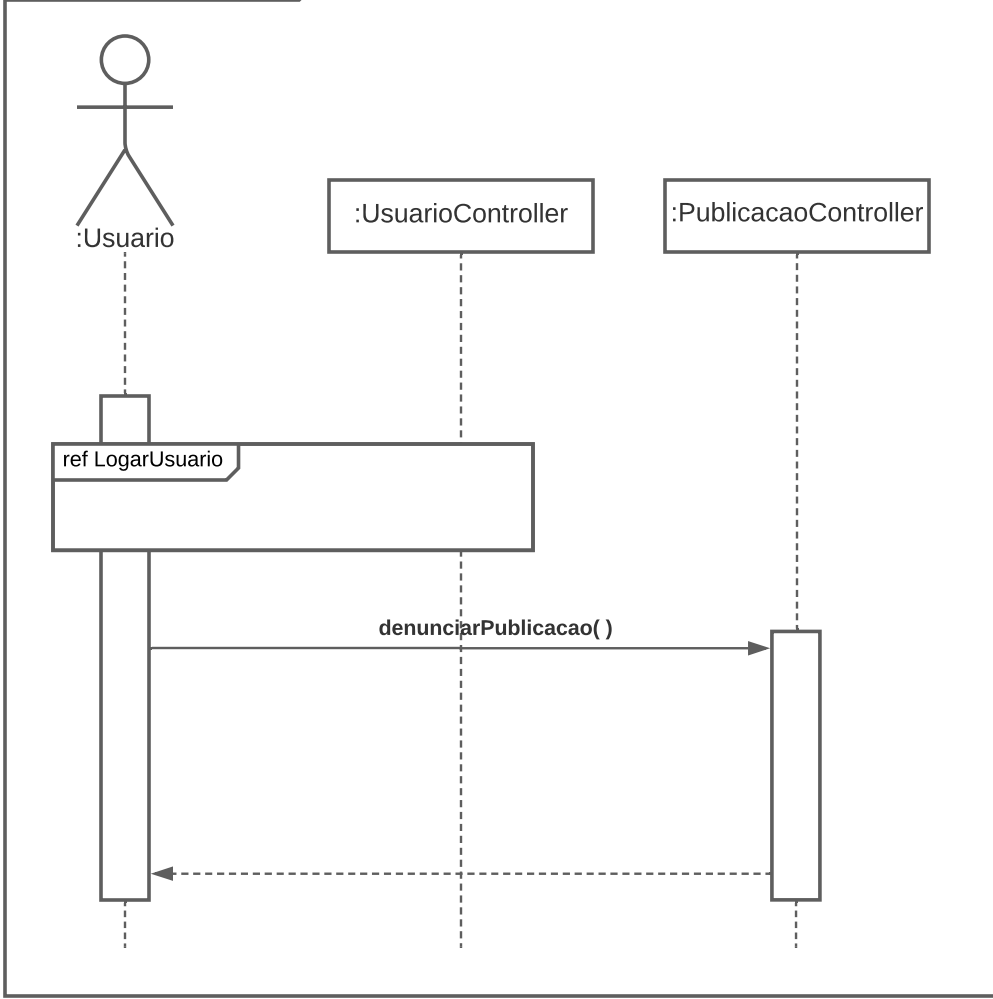 :Usuario
:UsuarioController
:PublicacaoController
ref LogarUsuario
denunciarPublicacao( )